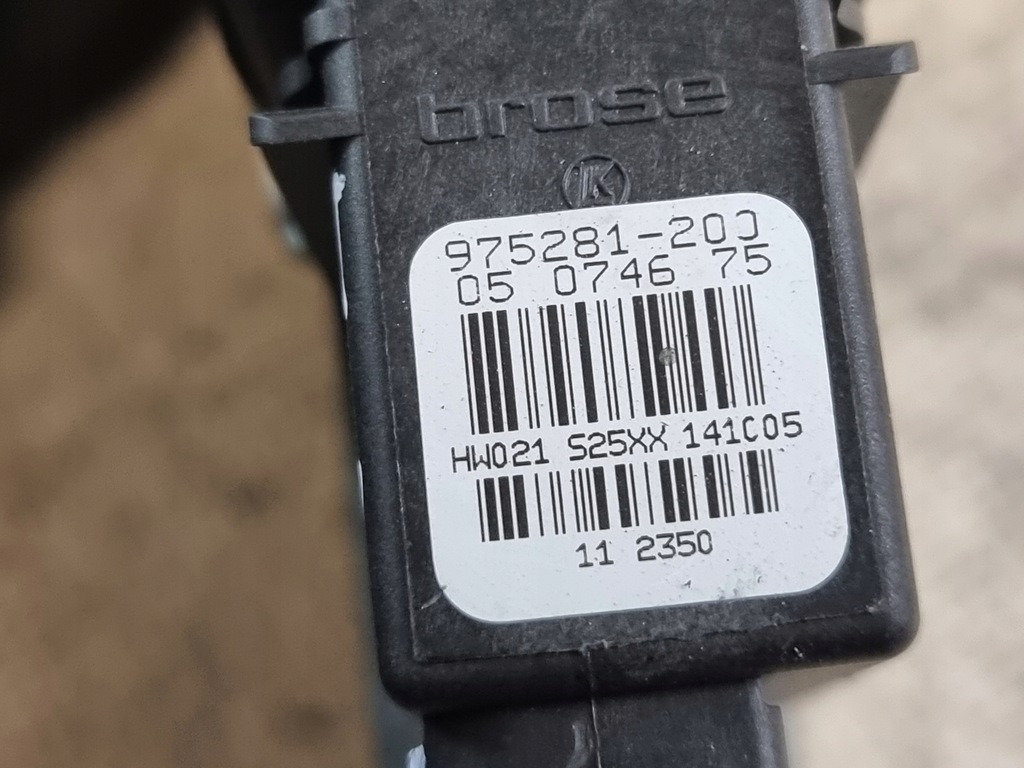 brose
K
975281-200
05 0746 75
HW021 S25XX 141C05
11 2350